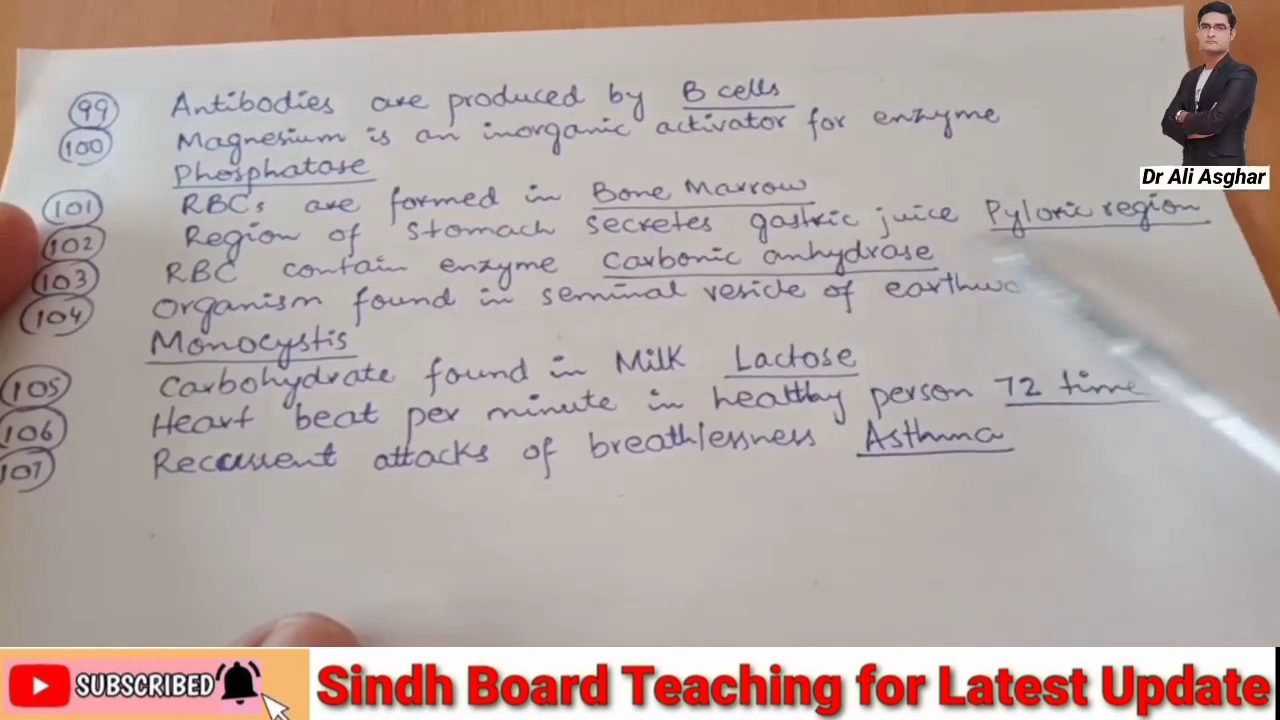 Dr Ali Asghar
99 Antibodies are produced by B cells
100 Magnesium is an inorganic activator for enzyme
Phosphatase
101 RBCs are formed in Bone Marrow
102 Region of stomach secretes gastric juice Pyloric region
103 RBC contain enzyme Carbonic anhydrase
104 Organism found in seminal vesicle of
Monocystis
105 Carbohydrate found in Milk Lactose
106 Heart beat per minute in healthy person 72 time
107 Recurrent attacks of breathlessness Asthma
SUBSCRIBED Sindh Board Teaching for Latest Update